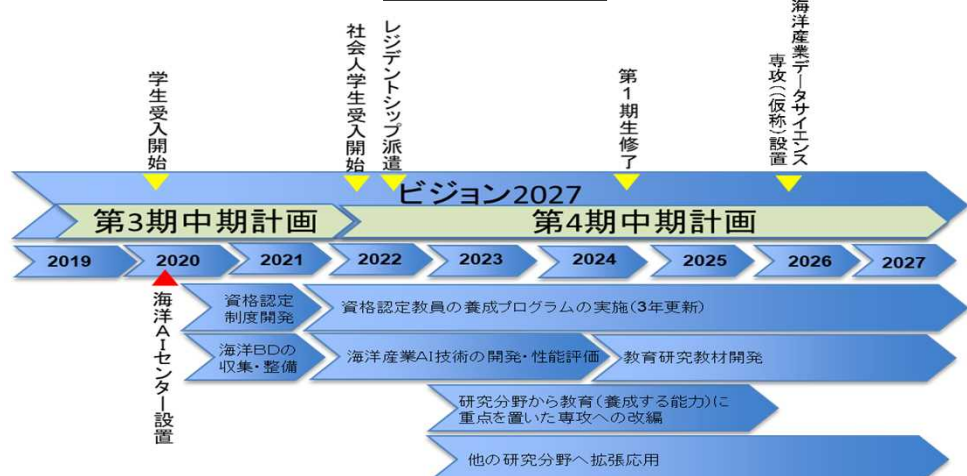 学生受入開始
社会人学生受入開始
レジデントシップ派遣
第1期生修了
海洋産業データサイエンス
専攻((仮称)設置
ビジョン2027
第3期中期計画
第4期中期計画
2019
2020
2021
2022
2023
2024
2025
2026
2027
海洋AIセンター設置
資格認定
制度開発
資格認定教員の養成プログラムの実施(3年更新)
海洋BDの
収集・整備
海洋産業AI技術の開発・性能評価
教育研究教材開発
研究分野から教育(養成する能力)に
重点を置いた専攻への改編
他の研究分野へ拡張応用